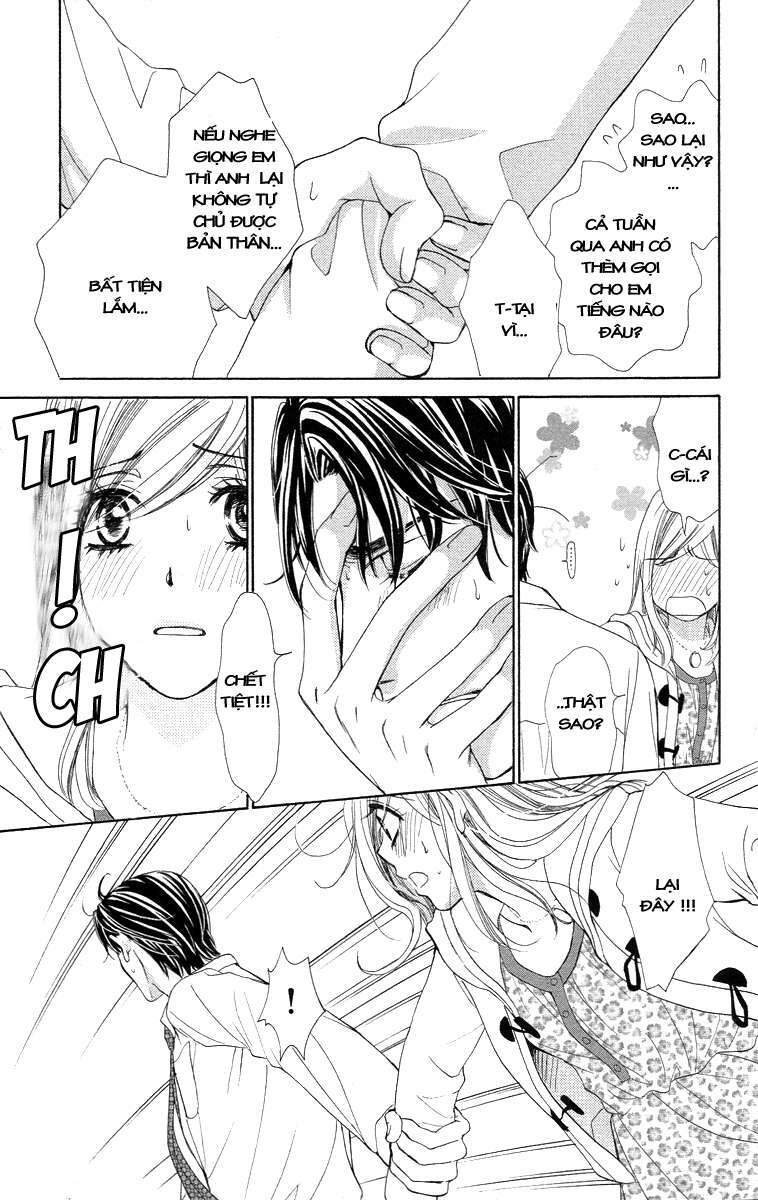 SAO...
SAO LẠI
NHƯ VẬY?
...
CẢ TUẦN
QUA ANH CÓ
THÈM GỌI
CHO EM
TIẾNG NÀO
ĐÂU?
T-TẠI
VÌ...
NẾU NGHE
GIỌNG EM
THÌ ANH LẠI
KHÔNG TỰ
CHỦ ĐƯỢC
BẢN THÂN...
BẤT TIỆN
LẮM...
C-CÁI
GÌ...?
......
...THẬT
SAO?
CHẾT
TIỆT!!!
TH
Ị
CH
LẠI
ĐÂY !!!
!